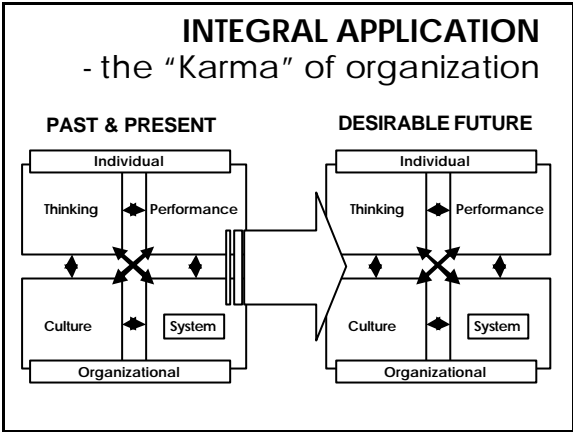 INTEGRAL APPLICATION
- the "Karma" of organization
PAST & PRESENT
Individual
Thinking Performance
Culture System
Organizational
DESIRABLE FUTURE
Individual
Thinking Performance
Culture System
Organizational